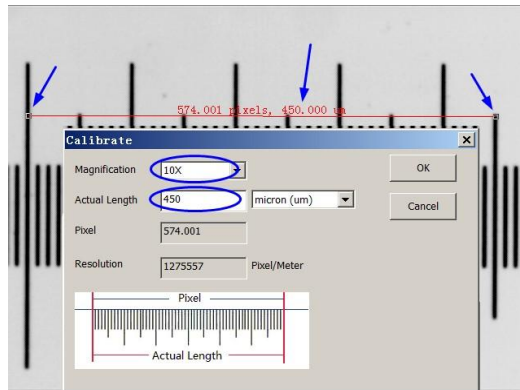 574.001 pixels, 450.000 um
Calibrate
Magnification 10X
OK
Actual Length 450 micron (um)
Cancel
Pixel 574.001
Resolution 1275557 Pixel/Meter
Pixel
Actual Length